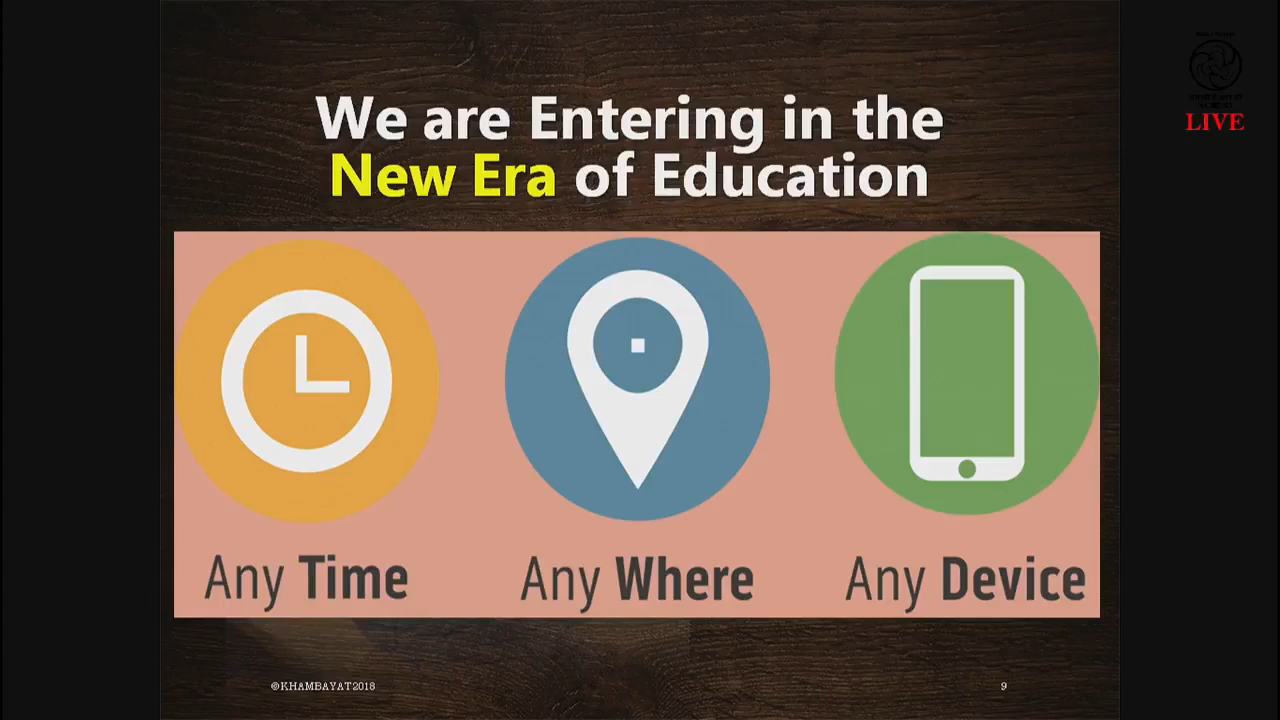 We are Entering in the
New Era of Education
LIVE
Any Time
Any Where
Any Device
©KHAMBAYAT2018
9